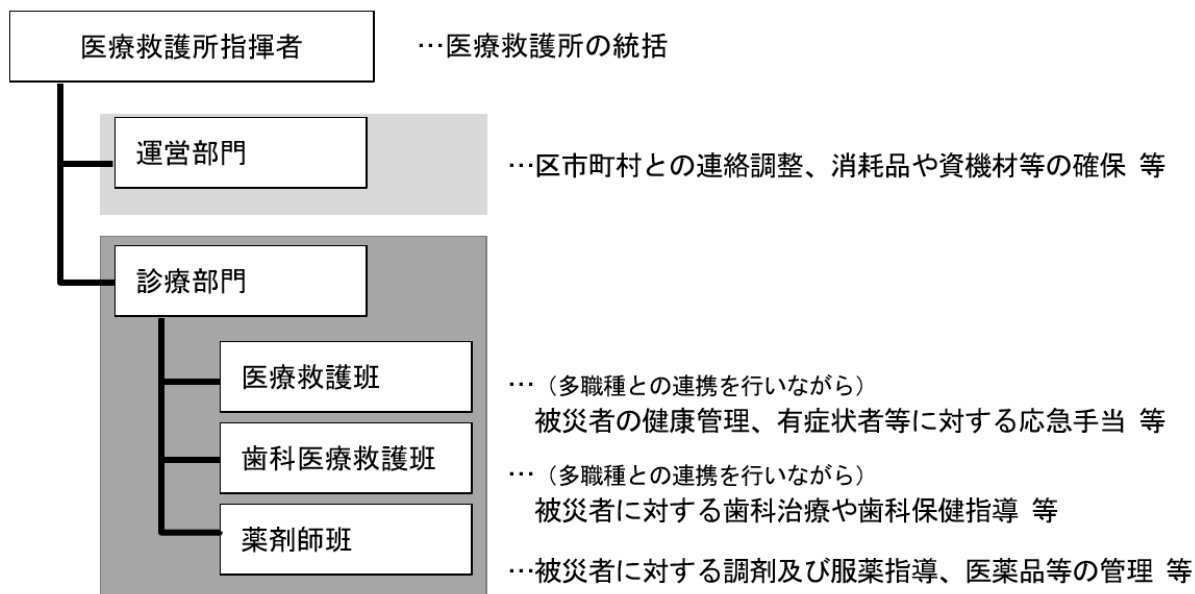 医療救護所指揮者 …医療救護所の統括
運営部門
…区市町村との連絡調整、消耗品や資機材等の確保 等
診療部門
医療救護班
…（多職種との連携を行いながら）
被災者の健康管理、有症状者等に対する応急手当 等
歯科医療救護班
…（多職種との連携を行いながら）
被災者に対する歯科治療や歯科保健指導 等
薬剤師班
…被災者に対する調剤及び服薬指導、医薬品等の管理 等